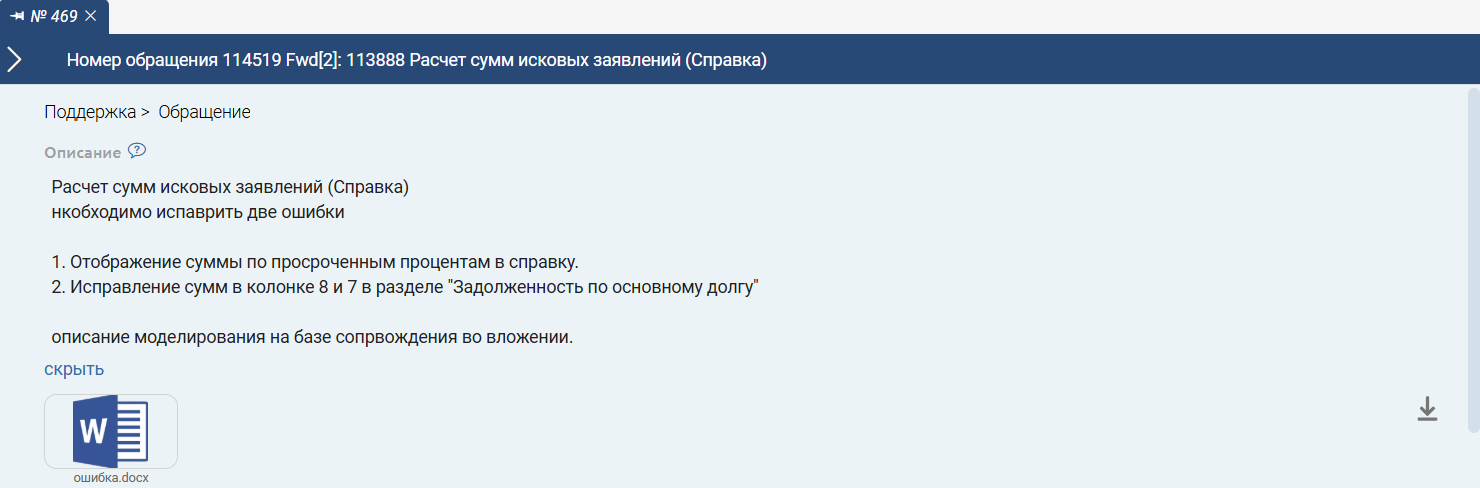 № 469
Номер обращения 114519 Fwd[2]: 113888 Расчет сумм исковых заявлений (Справка)
Поддержка > Обращение
Описание
Расчет сумм исковых заявлений (Справка)
нкобходимо испаврить две ошибки
1. Отображение суммы по просроченным процентам в справку.
2. Исправление сумм в колонке 8 и 7 в разделе "Задолженность по основному долгу"
описание моделирования на базе сопрвождения во вложении.
скрыть
W
ошибка.docx